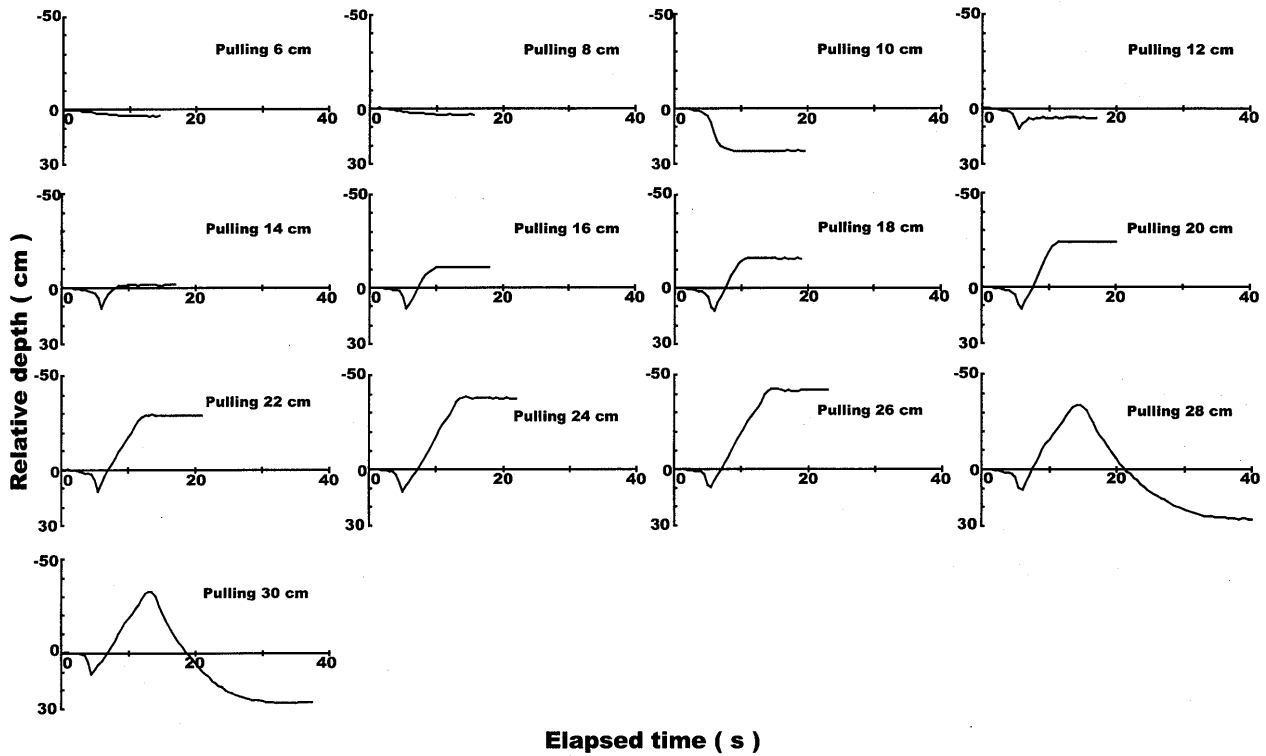 -50 -50 -50 -50
Pulling 6 cm Pulling 8 cm Pulling 10 cm Pulling 12 cm
0 0 0 0
0 20 40 0 20 40 0 20 40 0 20 40
30 30 30 30
-50 -50 -50 -50
Pulling 14 cm Pulling 16 cm Pulling 18 cm Pulling 20 cm
0 0 0 0
0 20 40 0 20 40 0 20 40 0 20 40
30 30 30 30
Relative depth ( cm )
-50 -50 -50 -50
Pulling 22 cm Pulling 24 cm Pulling 26 cm Pulling 28 cm
0 0 0 0
0 20 40 0 20 40 0 20 40 0 20 40
30 30 30 30
-50
Pulling 30 cm
0
0 20 40
30
Elapsed time ( s )